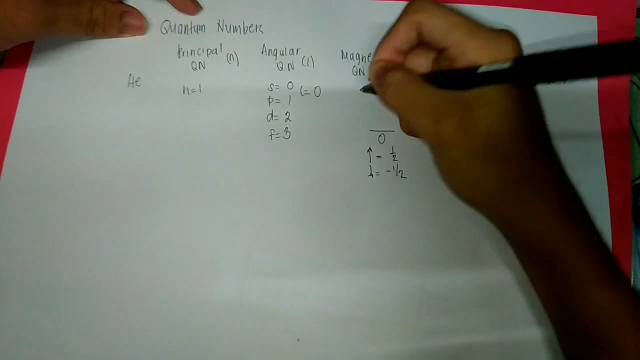 Quantum Numbers
Principal QN (n)
Angular QN (l)
QN
He
n=1
s=0 l=0
p=1
d=2
f=3
0
↑=1/2
↓=-1/2